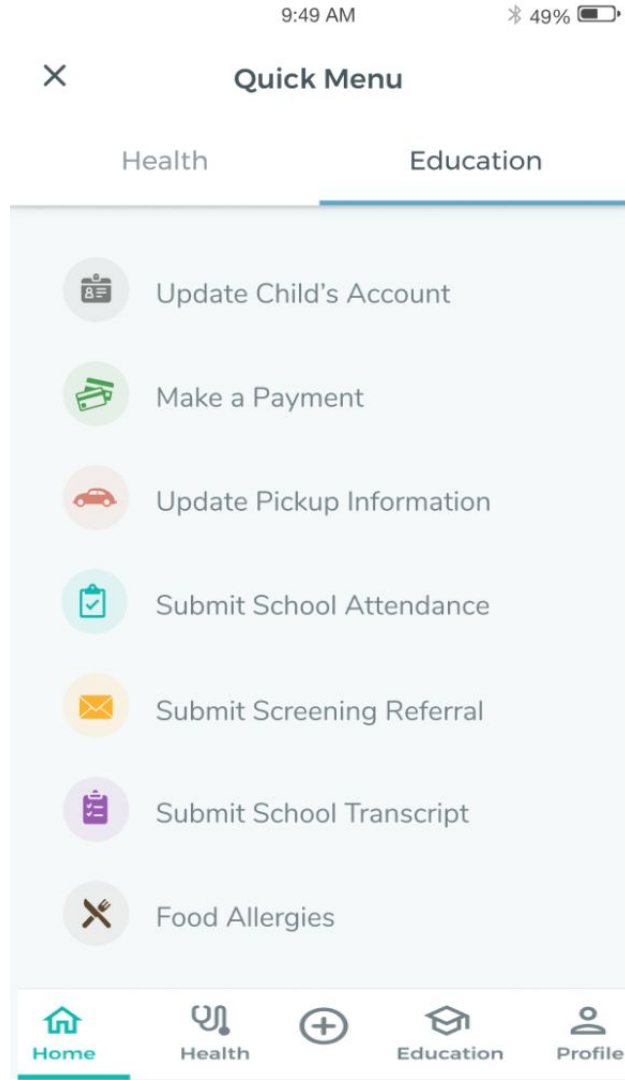 9:49 AM 49%
Quick Menu
Health Education
Update Child's Account
Make a Payment
Update Pickup Information
Submit School Attendance
Submit Screening Referral
Submit School Transcript
Food Allergies
Home Health Education Profile